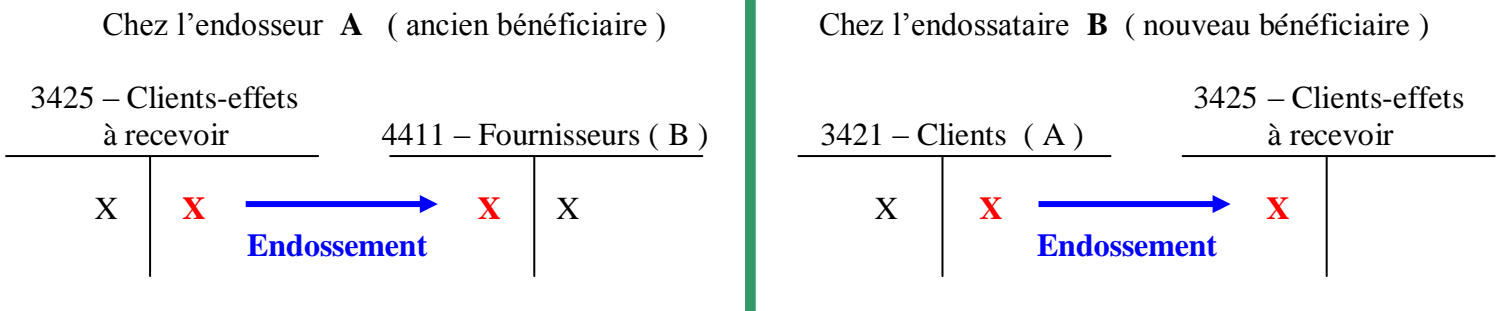 Chez l'endosseur A ( ancien bénéficiaire )
3425 – Clients-effets
à recevoir
4411 – Fournisseurs ( B )
X X X X
Endossement
Chez l'endossataire B ( nouveau bénéficiaire )
3421 – Clients ( A )
3425 – Clients-effets
à recevoir
X X X
Endossement